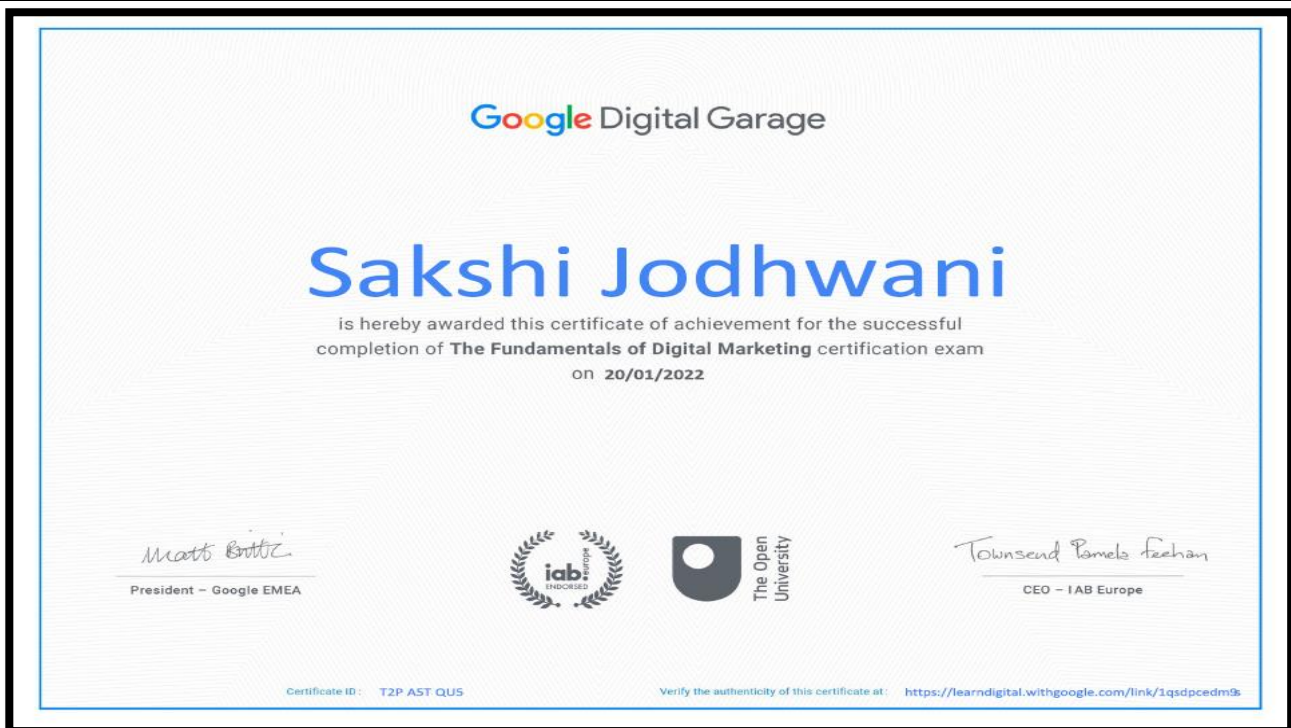 Google Digital Garage
Sakshi Jodhwani
is hereby awarded this certificate of achievement for the successful
completion of The Fundamentals of Digital Marketing certification exam
on 20/01/2022
Matt Brittin
President – Google EMEA
iab: europe
ENDORSED
The Open
University
Townsend Pamela Feehan
CEO – IAB Europe
Certificate ID : T2P A5T QU5
Verify the authenticity of this certificate at : https://learndigital.withgoogle.com/link/1qsdpcedm9s